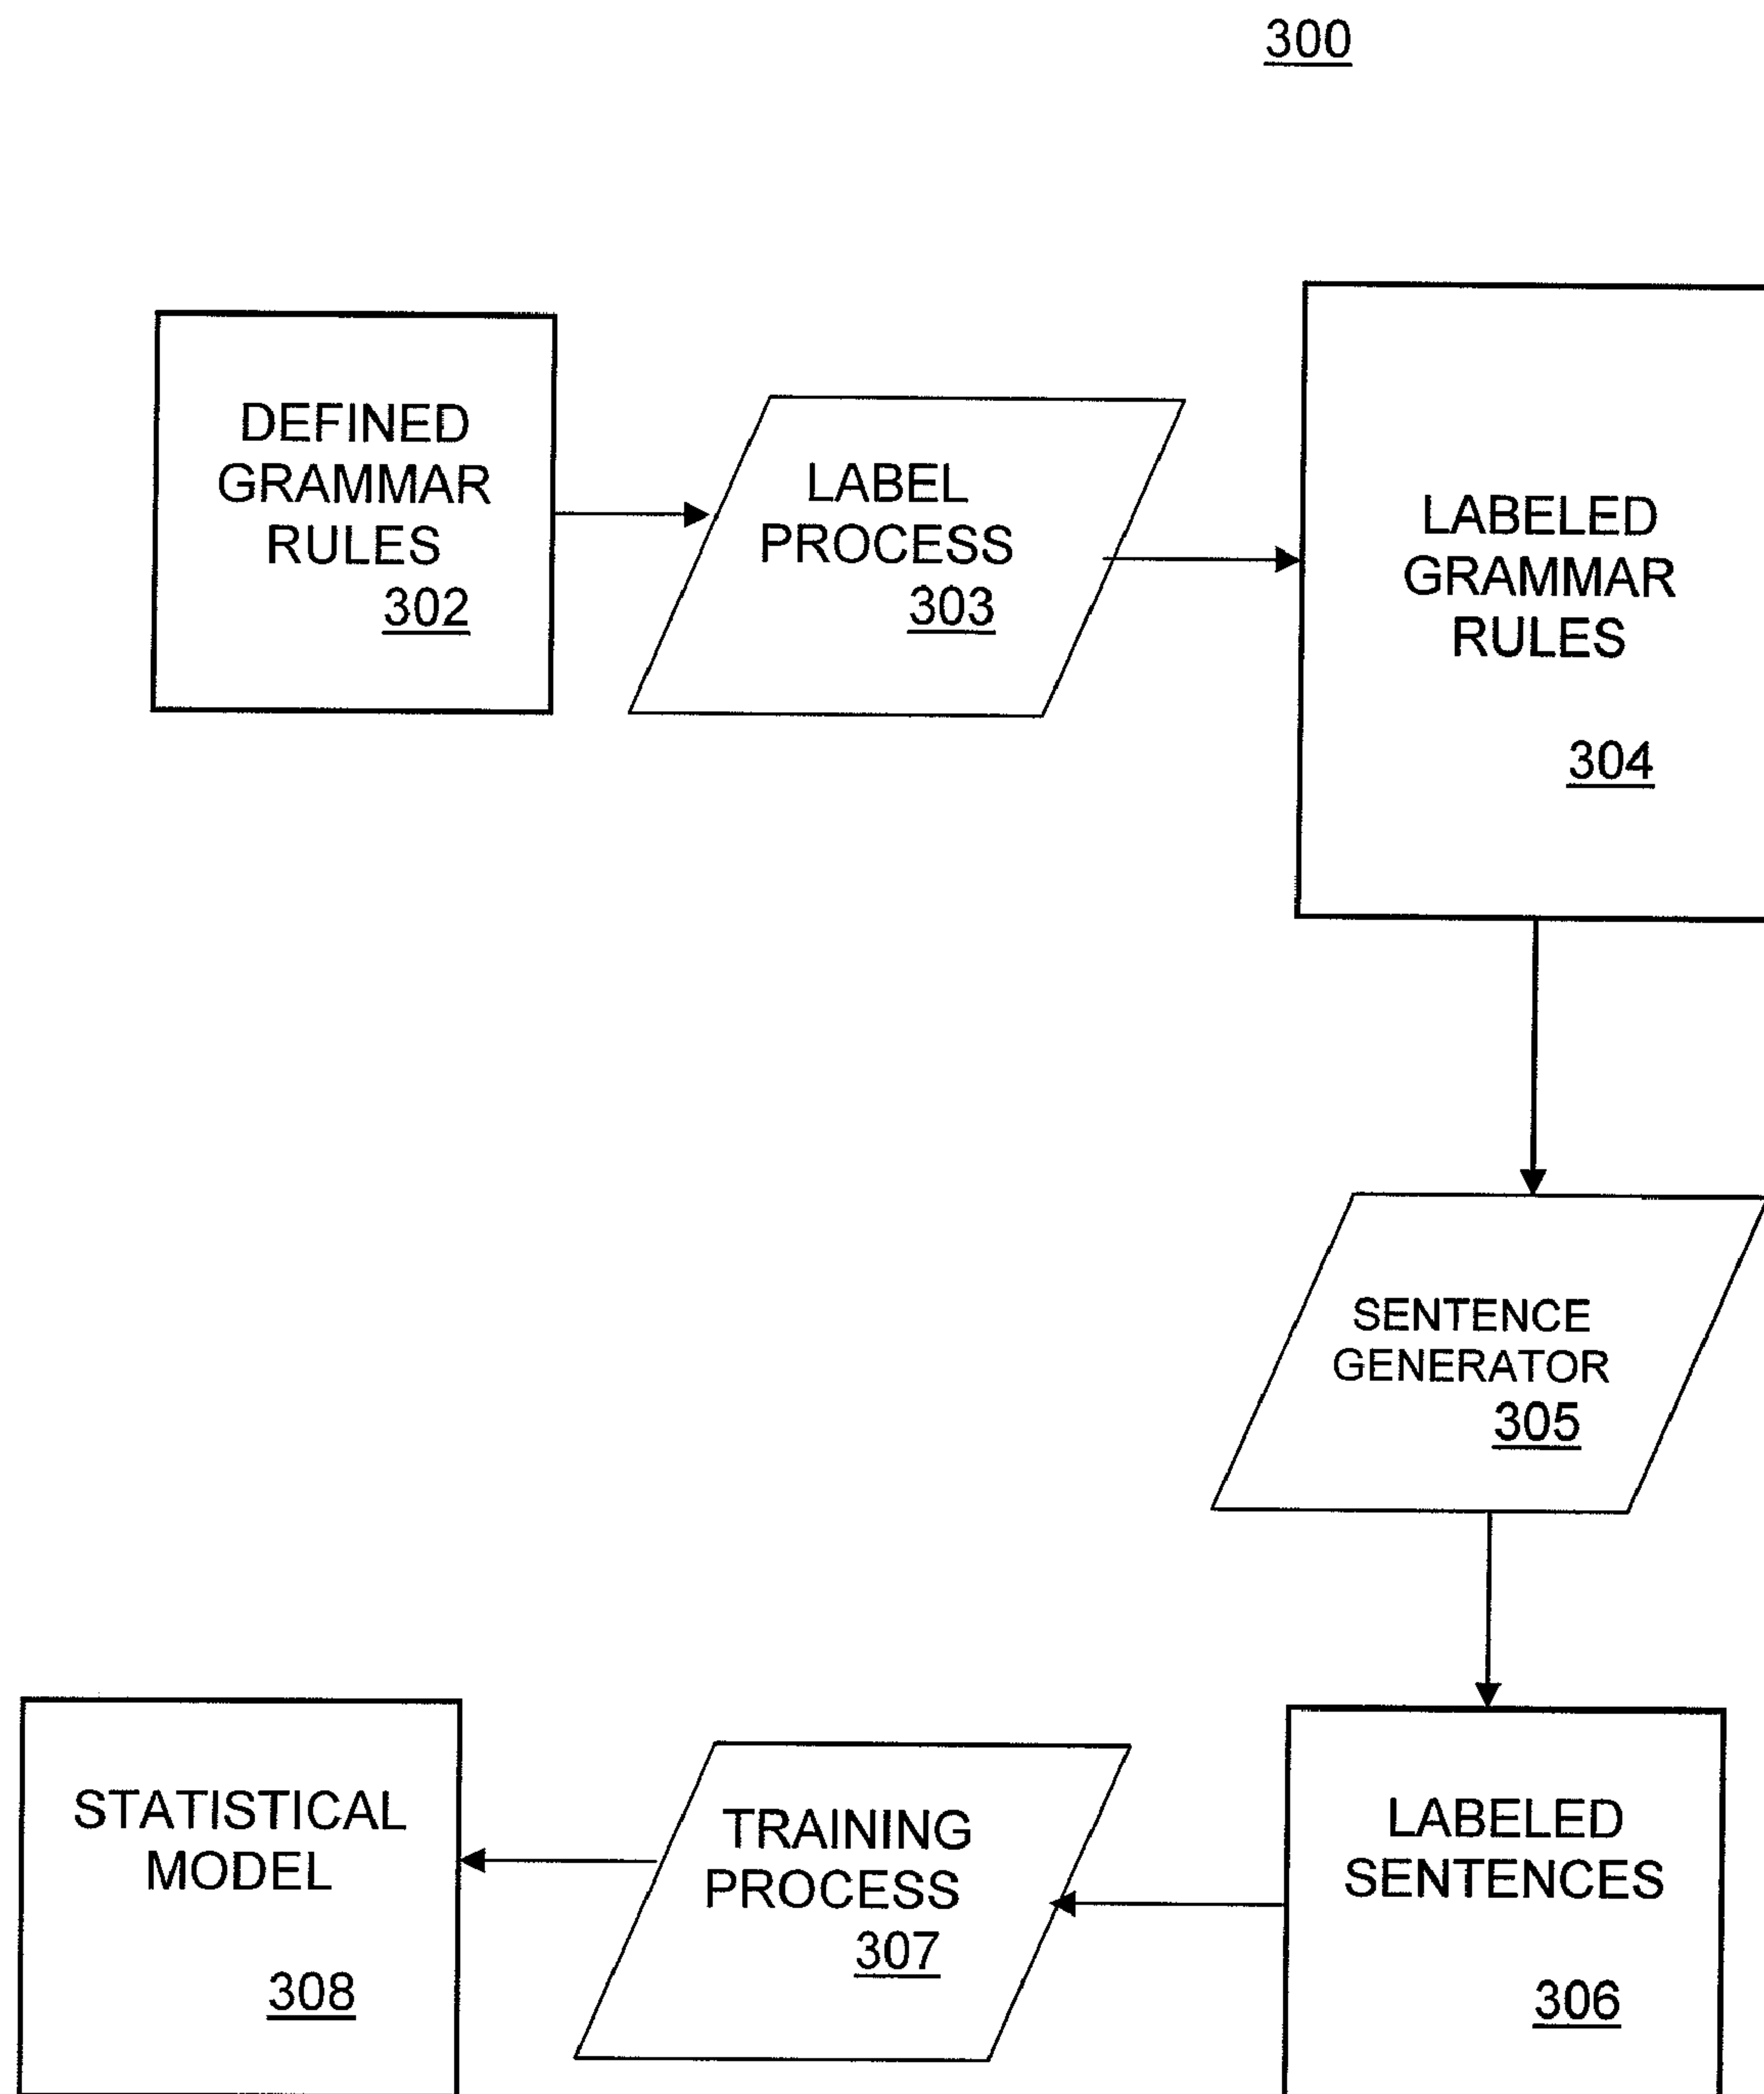 300
DEFINED
GRAMMAR
RULES
302
LABEL
PROCESS
303
LABELED
GRAMMAR
RULES
304
SENTENCE
GENERATOR
305
LABELED
SENTENCES
306
TRAINING
PROCESS
307
STATISTICAL
MODEL
308